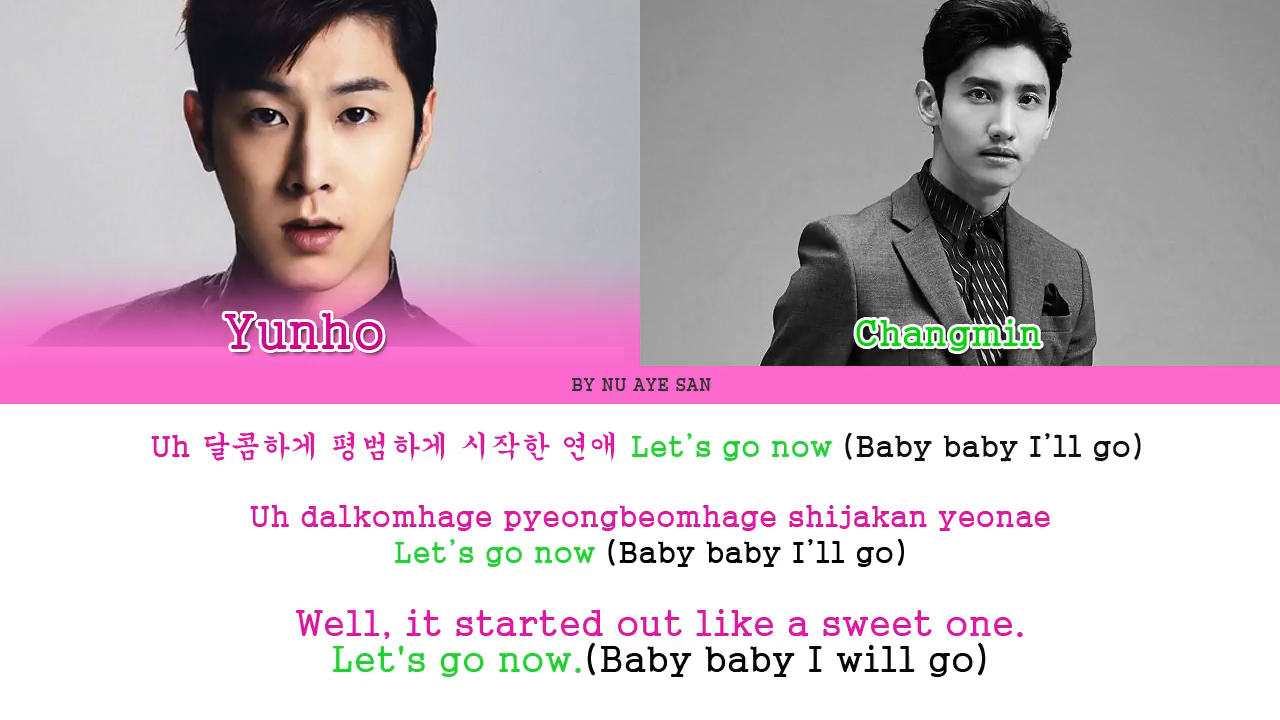 Yunho
Changmin
BY NU AYE SAN
Uh 달콤하게 평범하게 시작한 연애 Let’s go now (Baby baby I’ll go)
Uh dalkomhage pyeongbeomhage shijakan yeonae
Let’s go now (Baby baby I’ll go)
Well, it started out like a sweet one.
Let's go now.(Baby baby I will go)